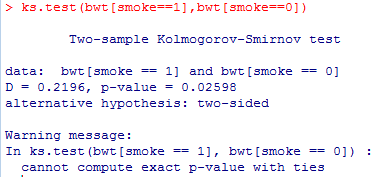 > ks.test(bwt[smoke==1],bwt[smoke==0])
Two-sample Kolmogorov-Smirnov test
data:  bwt[smoke == 1] and bwt[smoke == 0]
D = 0.2196, p-value = 0.02598
alternative hypothesis: two-sided
Warning message:
In ks.test(bwt[smoke == 1], bwt[smoke == 0]) :
  cannot compute exact p-value with ties